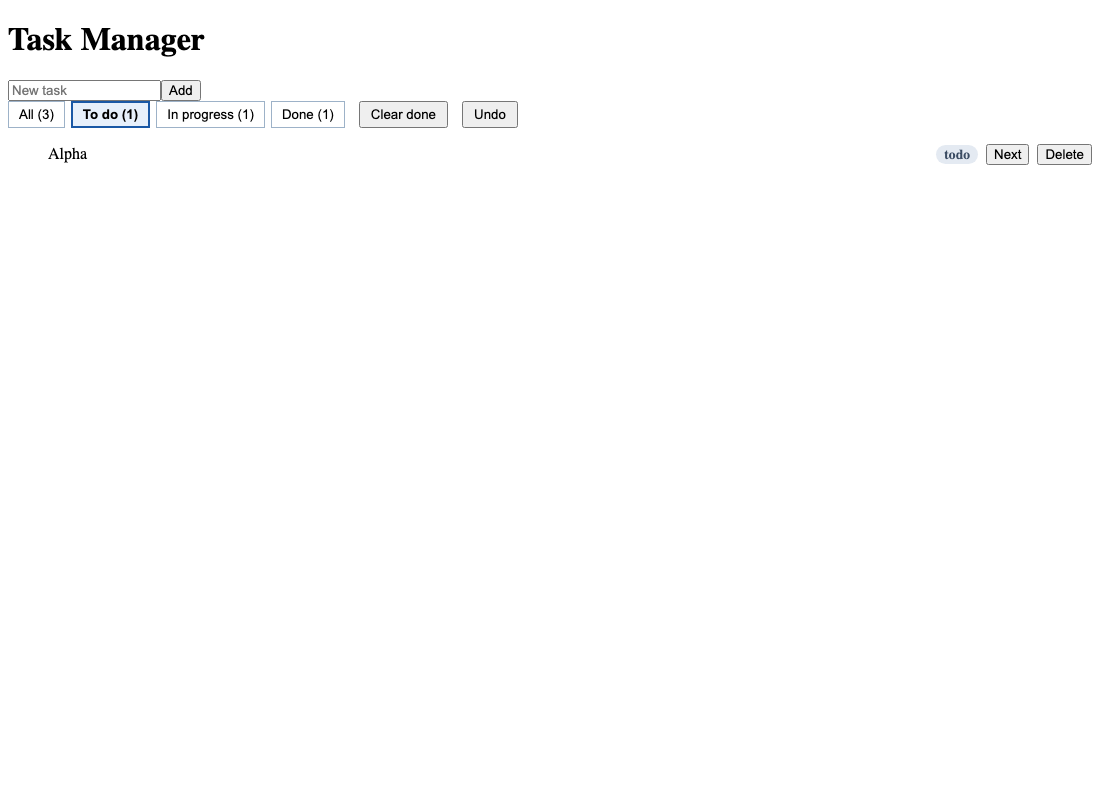 Task Manager
New task Add
All (3) To do (1) In progress (1) Done (1) Clear done Undo
Alpha todo Next Delete